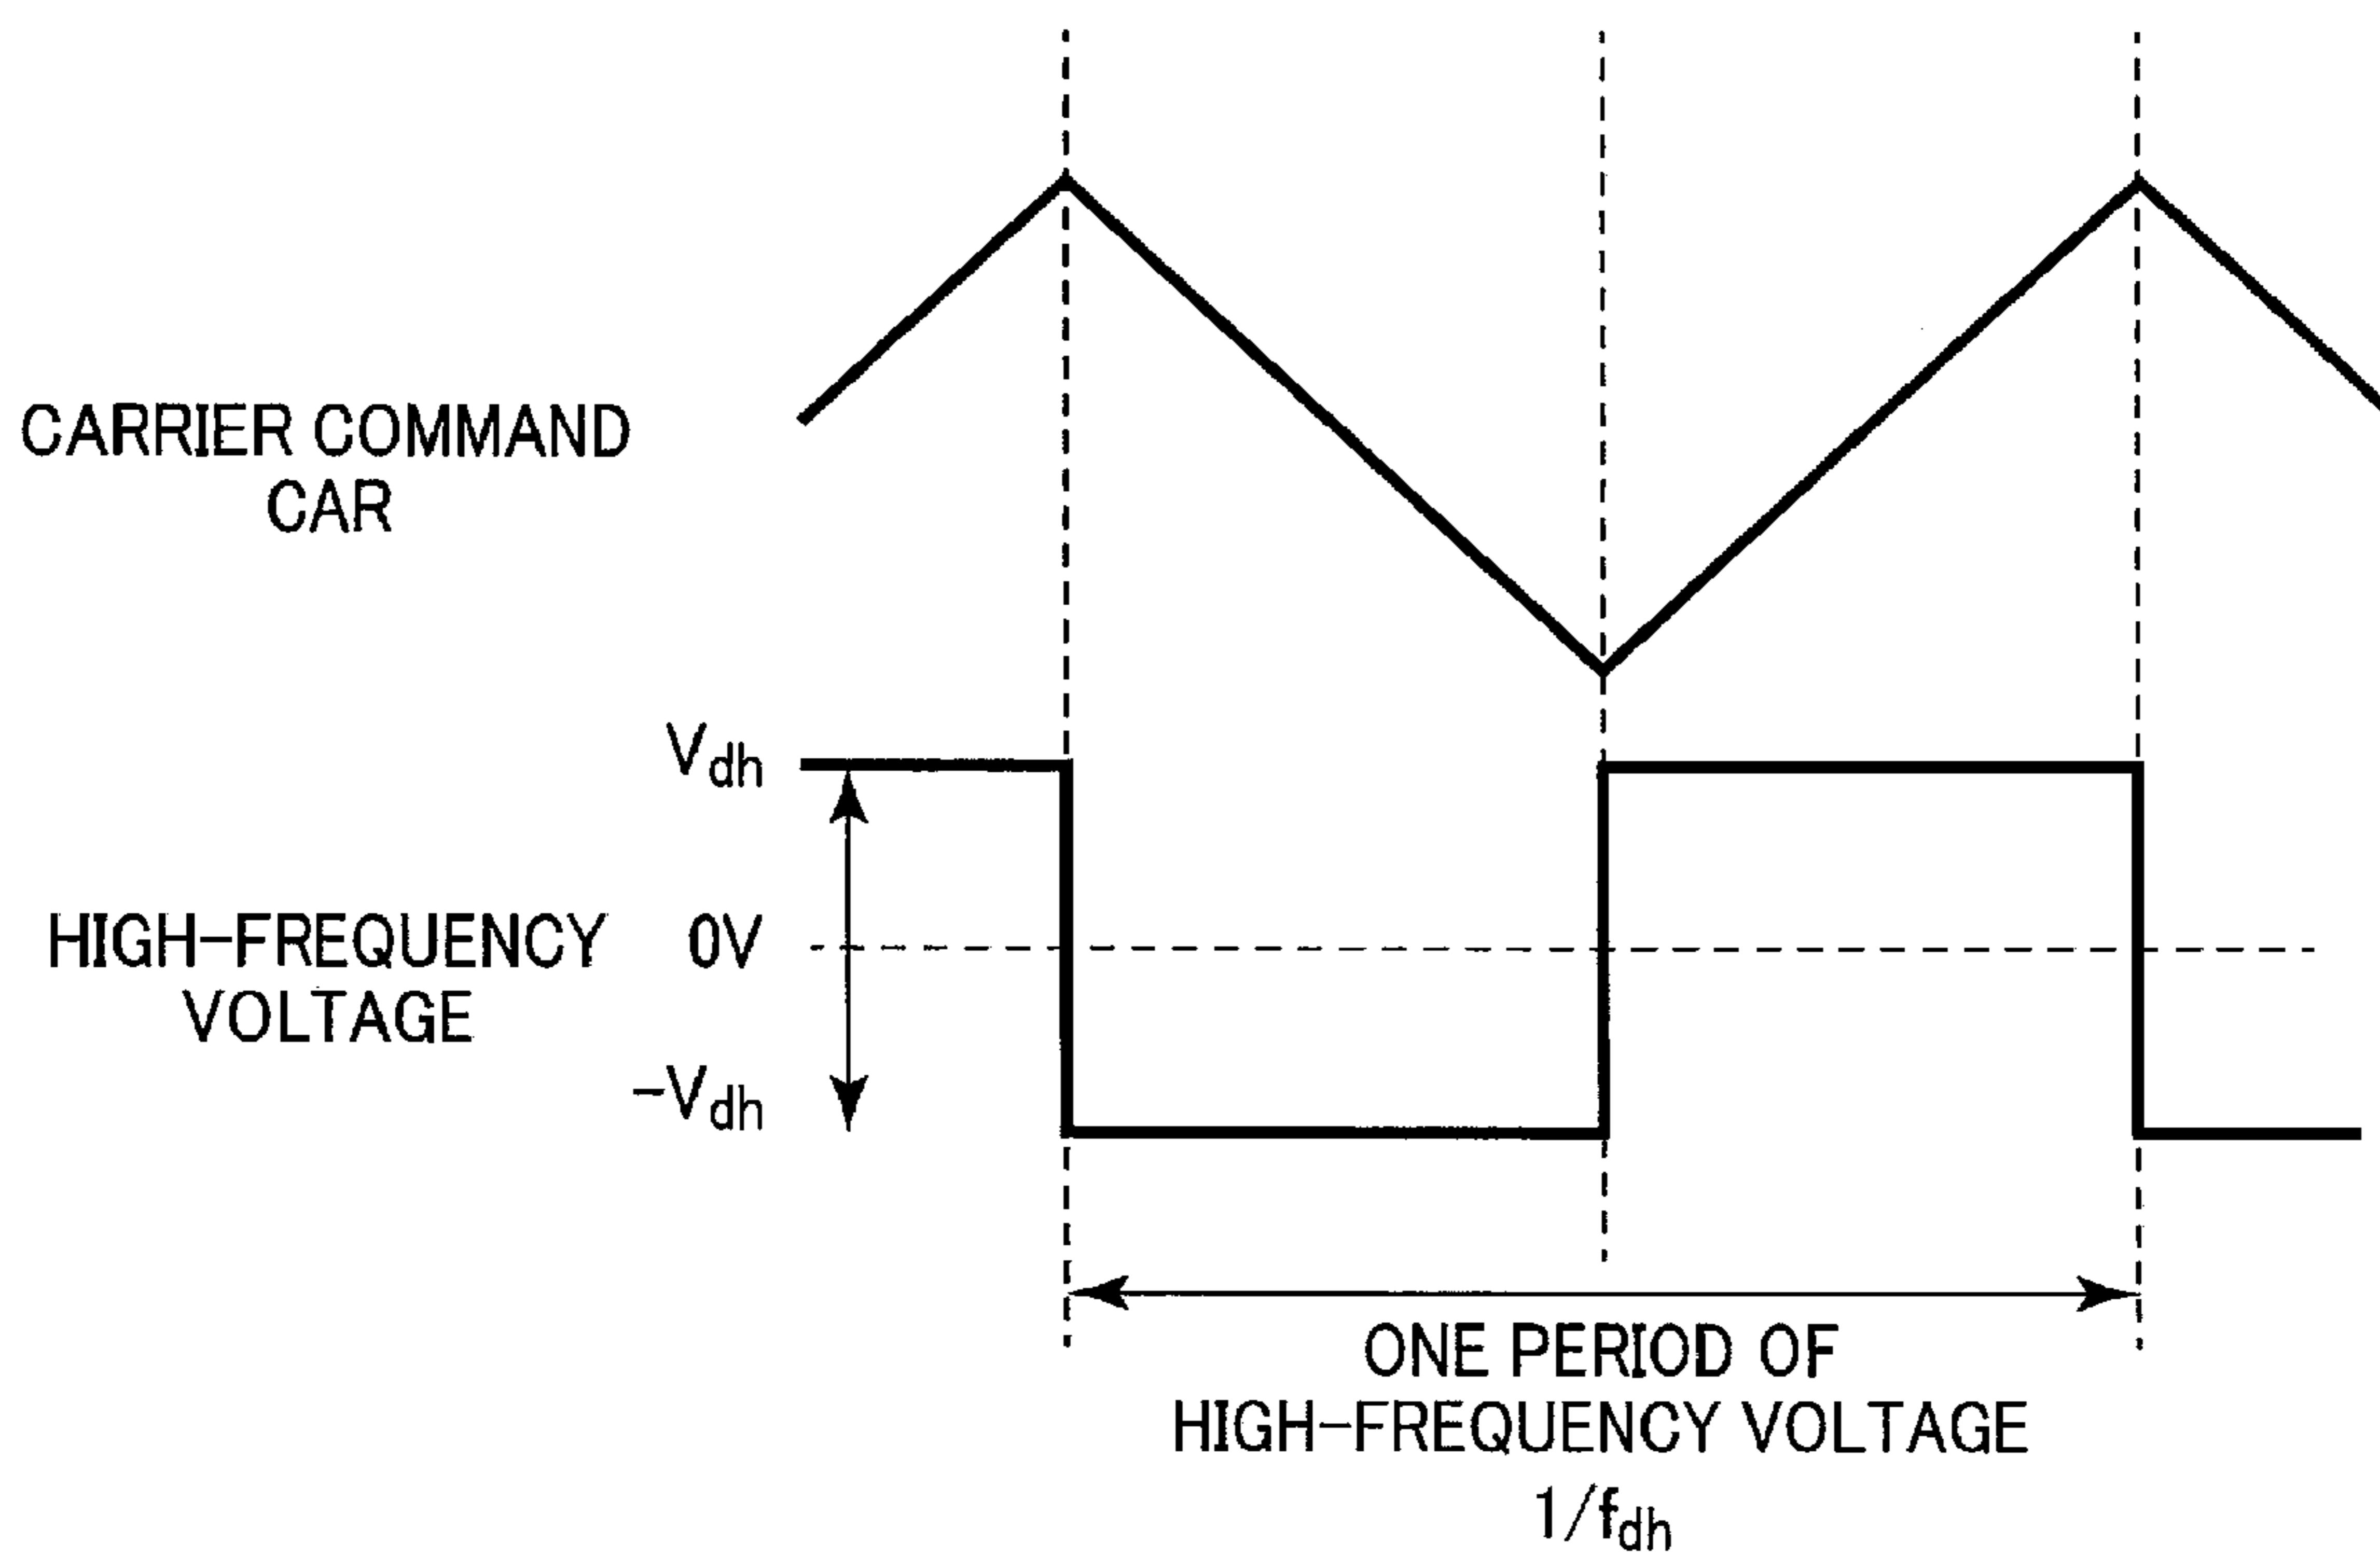 CARRIER COMMAND
CAR
Vdh
HIGH-FREQUENCY
VOLTAGE
0V
-Vdh
ONE PERIOD OF
HIGH-FREQUENCY VOLTAGE
1/fdh